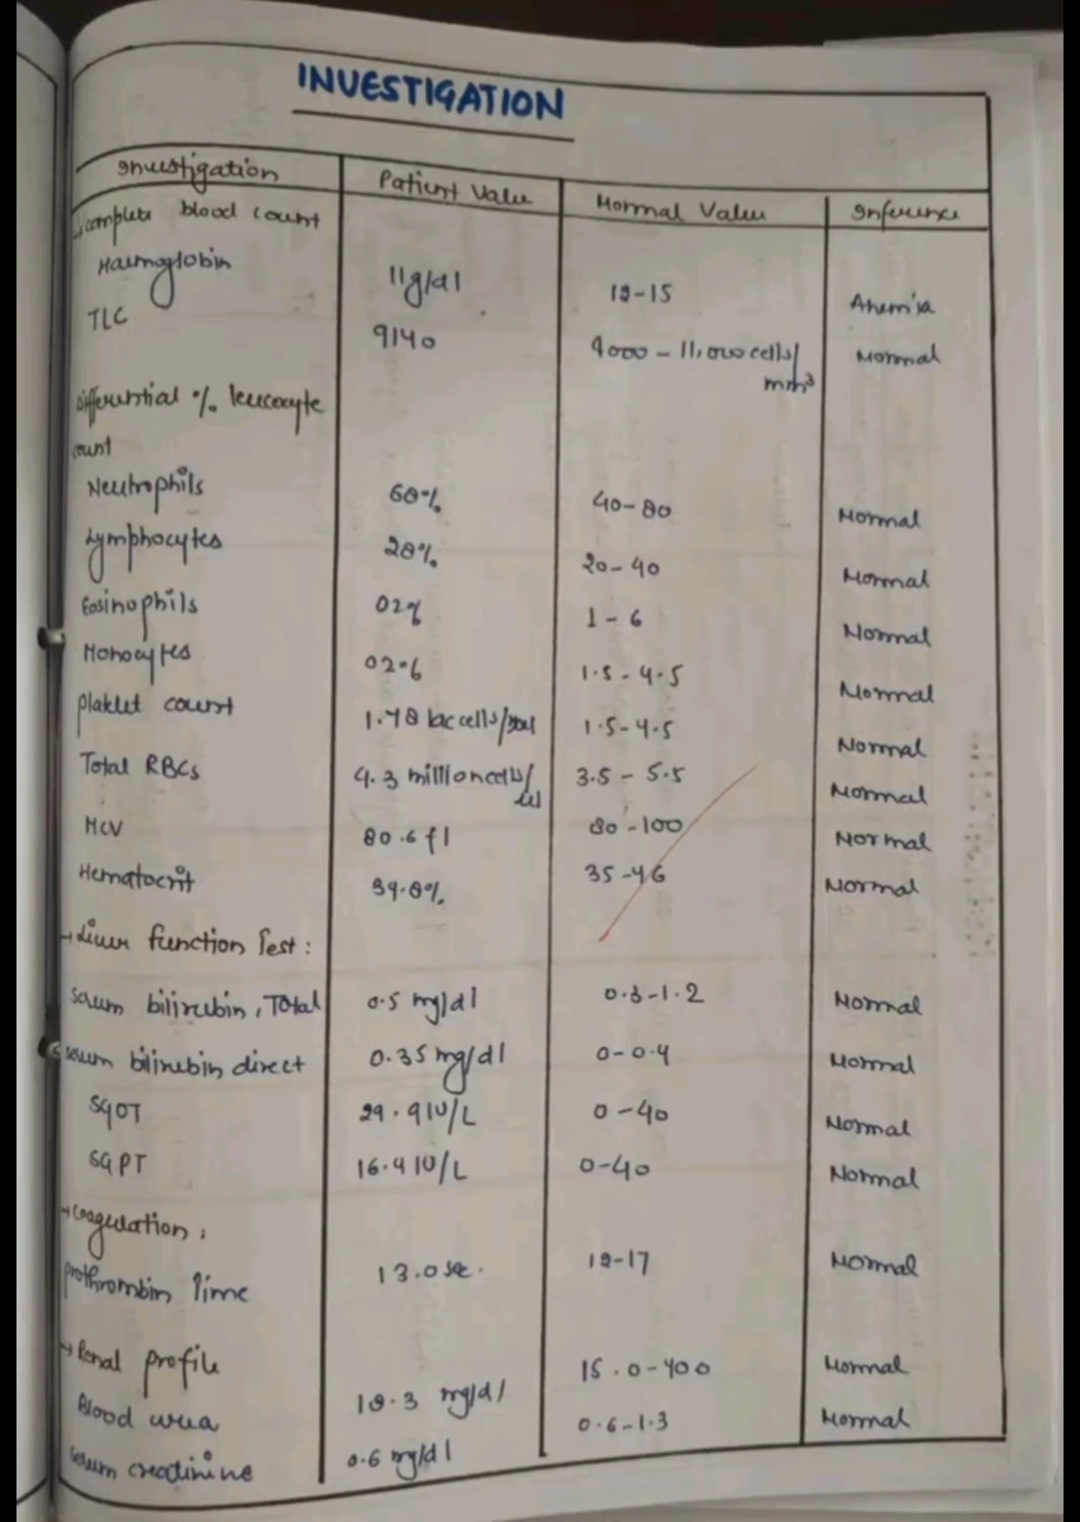 INVESTIGATION
Investigation Patient Value Normal Value Inference
→complete blood count
Haemoglobin 11g/dl 12-15 Anemia
TLC 9140 4000 - 11,000 cells/mm³ Normal
Differential % leucocyte
count
Neutrophils 68% 40-80 Normal
Lymphocytes 28% 20-40 Normal
Eosinophils 02% 1-6 Normal
Monocytes 02% 1.5-4.5 Normal
Platlet count 1.78 lac cells/ 1.5-4.5 Normal
Total RBCs 4.3 million cells/ul 3.5-5.5 Normal
MCV 80.6 fl 80-100 Normal
Hematocrit 39.8% 35-46 Normal
→Liver function Test:
Serum bilirubin, Total 0.5 mg/dl 0.3-1.2 Normal
serum bilirubin direct 0.35 mg/dl 0-0.4 Normal
SGOT 29.9 IU/L 0-40 Normal
SGPT 16.4 IU/L 0-40 Normal
→Coagulation:
prothrombin Time 13.0 sec. 12-17 Normal
→Renal profile
Blood urea 18.3 mg/dl 15.0-400 Normal
serum creatinine 0.6 mg/dl 0.6-1.3 Normal